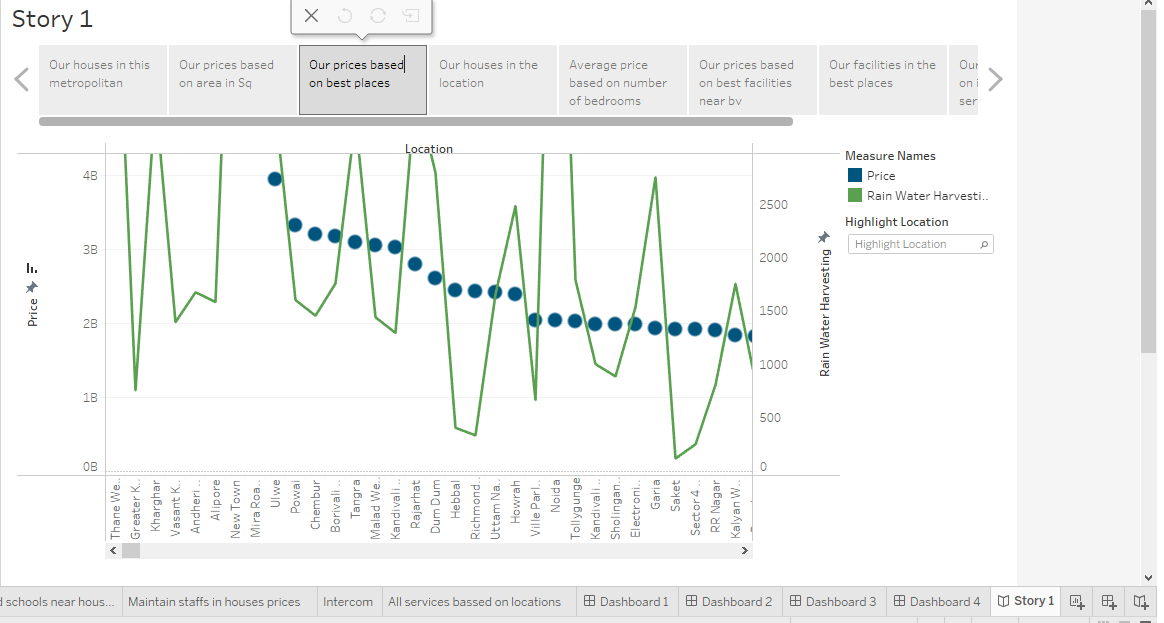 Story 1
Our houses in this
metropolitan
Our prices based
on area in Sq
Our prices based
on best places
Our houses in the
location
Average price
based on number
of bedrooms
Our prices based
on best facilities
near by
Our facilities in the
best places
Our
on i
ser
Location
4B
3B
2B
1B
0B
Price
2500
2000
1500
1000
500
0
Rain Water Harvesting
Measure Names
Price
Rain Water Harvesti..
Highlight Location
Highlight Location
Thane We..
Greater K..
Kharghar
Vasant K..
Andheri ..
Alipore
New Town
Mira Roa..
Ulwe
Powai
Chembur
Borivali ..
Tangra
Malad We..
Kandivali ..
Rajarhat
Dum Dum
Hebbal
Richmond..
Uttam Na..
Howrah
Ville Parl..
Noida
Tollygunge
Kandivali ..
Sholingan..
Electroni..
Garia
Saket
Sector 4 ..
RR Nagar
Kalyan W..
d schools near hous...
Maintain staffs in houses prices
Intercom
All services bassed on locations
Dashboard 1
Dashboard 2
Dashboard 3
Dashboard 4
Story 1